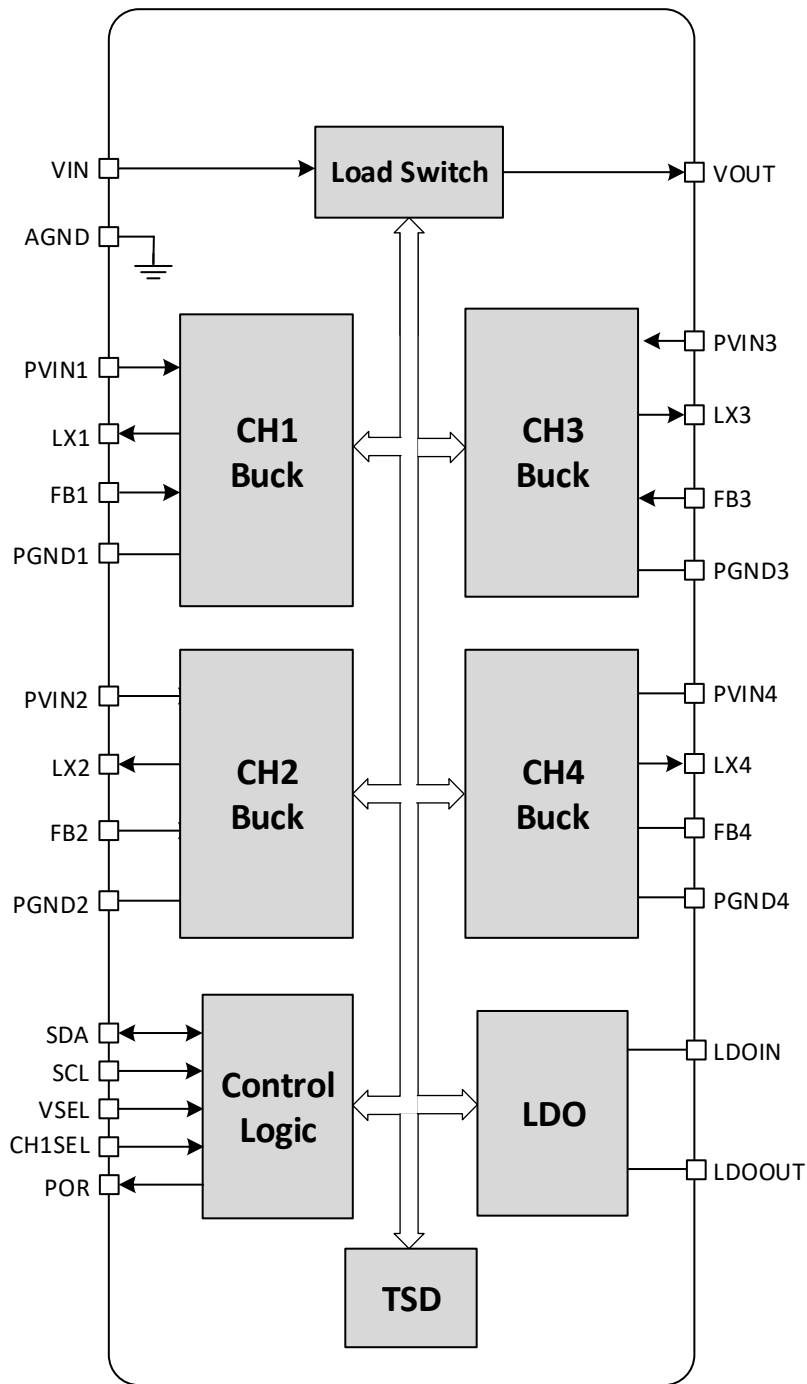 Load Switch
VIN
VOUT
AGND
PVIN1
LX1
FB1
PGND1
CH1
Buck
CH3
Buck
PVIN3
LX3
FB3
PGND3
PVIN2
LX2
FB2
PGND2
CH2
Buck
CH4
Buck
PVIN4
LX4
FB4
PGND4
SDA
SCL
VSEL
CH1SEL
POR
Control
Logic
LDO
LDOIN
LDOOUT
TSD